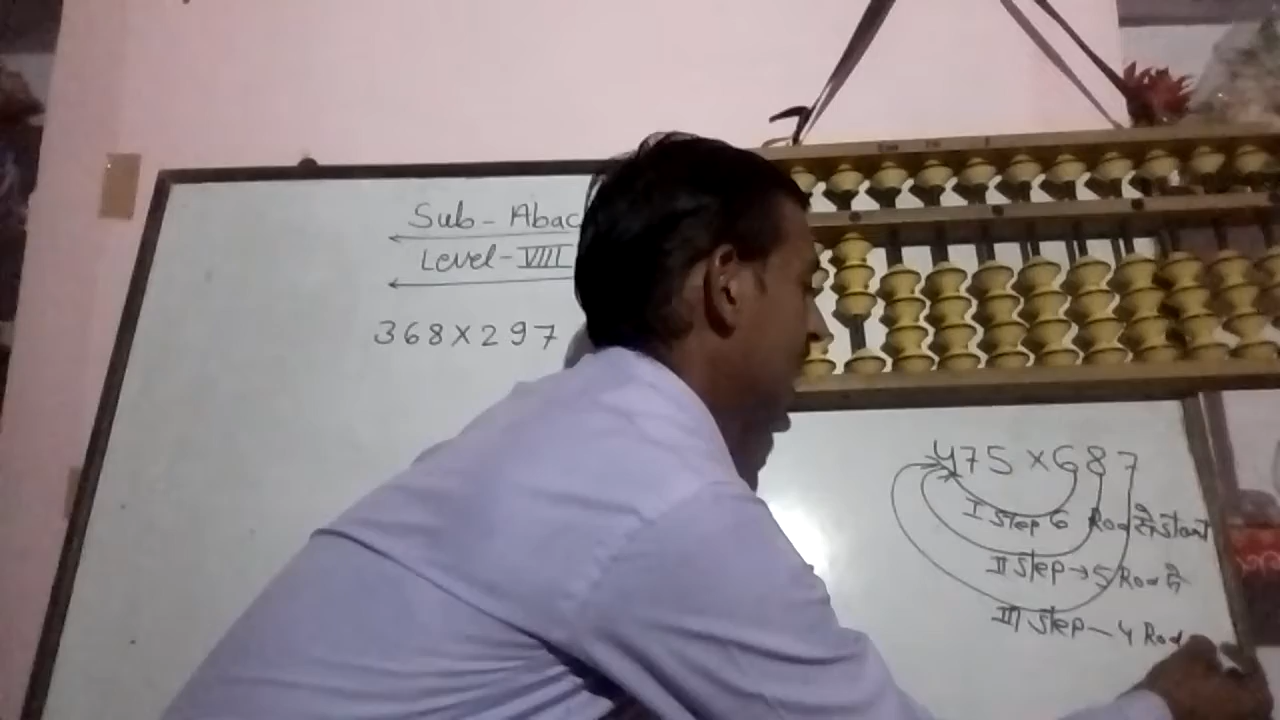 Sub-Abac
Level-VIII
368×297
475×687
I Step 6 Rod से start
II Step→5 Rod से
III Step-4 Rod